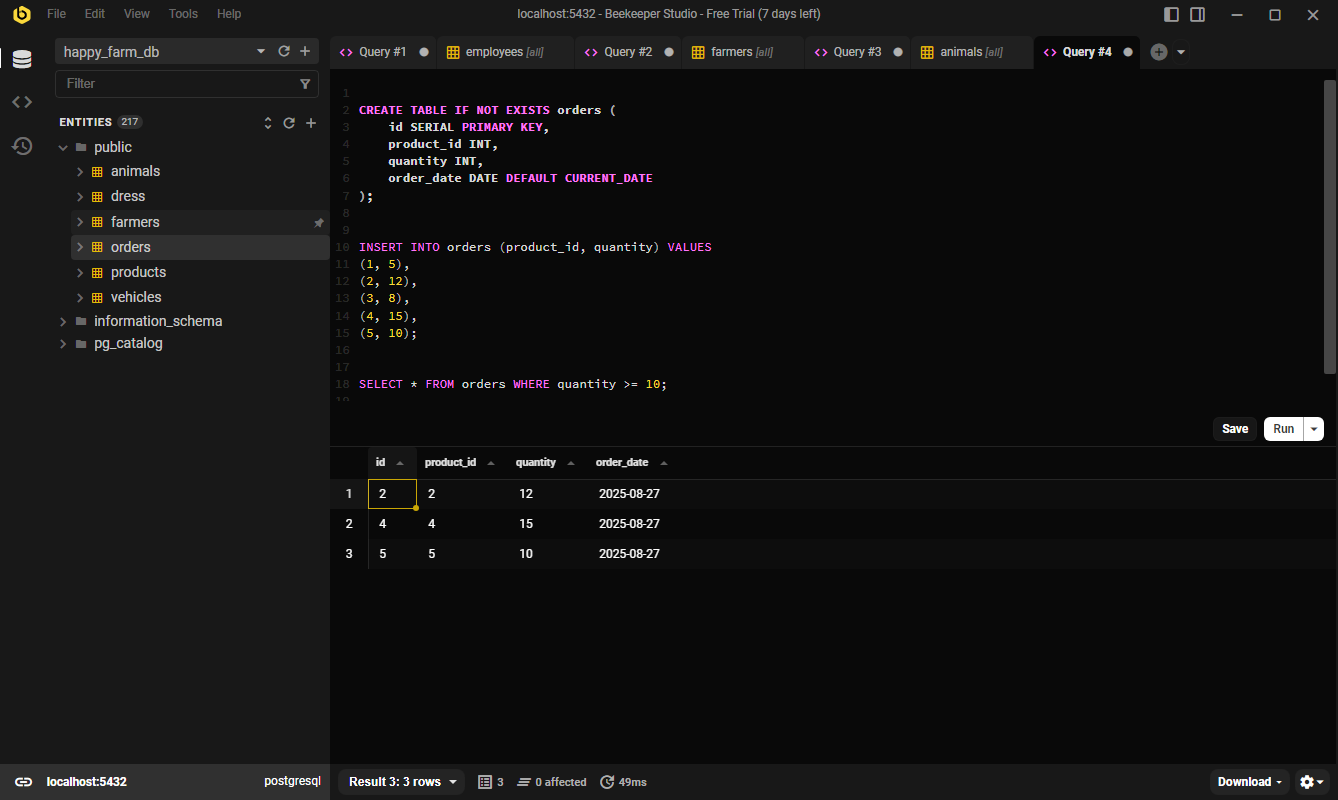 File Edit View Tools Help localhost:5432 - Beekeeper Studio - Free Trial (7 days left)
happy_farm_db
Filter
ENTITIES 217
public
animals
dress
farmers
orders
products
vehicles
information_schema
pg_catalog
Query #1 employees [all] Query #2 farmers [all] Query #3 animals [all] Query #4
1
2 CREATE TABLE IF NOT EXISTS orders (
3 id SERIAL PRIMARY KEY,
4 product_id INT,
5 quantity INT,
6 order_date DATE DEFAULT CURRENT_DATE
7 );
8
9
10 INSERT INTO orders (product_id, quantity) VALUES
11 (1, 5),
12 (2, 12),
13 (3, 8),
14 (4, 15),
15 (5, 10);
16
17
18 SELECT * FROM orders WHERE quantity >= 10;
19
Save Run
id product_id quantity order_date
1 2 2 12 2025-08-27
2 4 4 15 2025-08-27
3 5 5 10 2025-08-27
localhost:5432 postgresql Result 3: 3 rows 3 0 affected 49ms Download